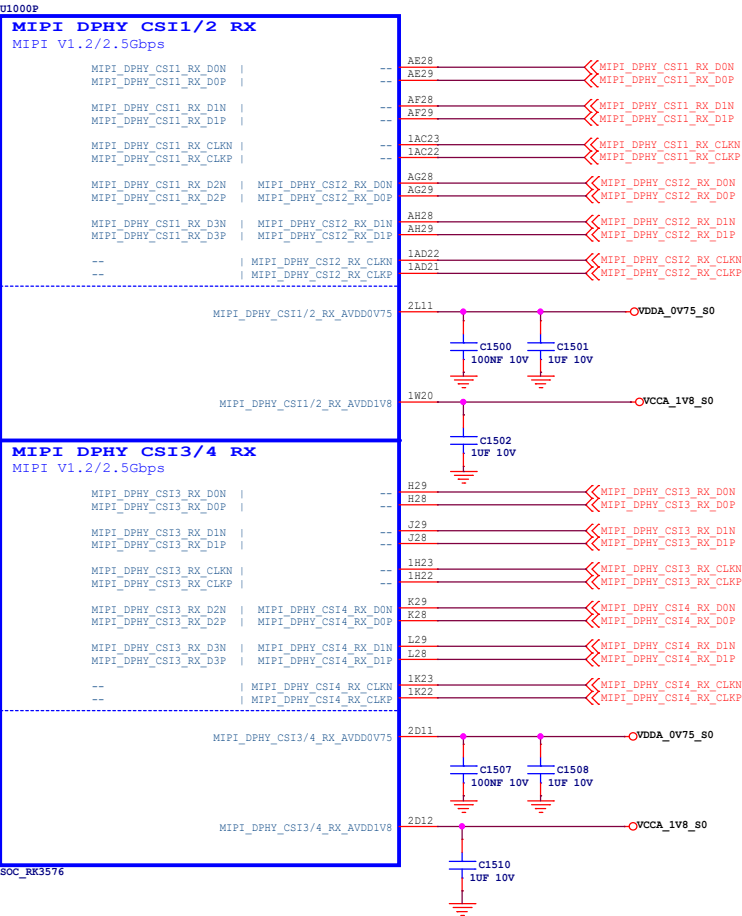 U1000P
MIPI DPHY CSI1/2 RX
MIPI V1.2/2.5Gbps
MIPI_DPHY_CSI1_RX_D0N | -- AE28 MIPI_DPHY_CSI1_RX_D0N
MIPI_DPHY_CSI1_RX_D0P | -- AE29 MIPI_DPHY_CSI1_RX_D0P
MIPI_DPHY_CSI1_RX_D1N | -- AF28 MIPI_DPHY_CSI1_RX_D1N
MIPI_DPHY_CSI1_RX_D1P | -- AF29 MIPI_DPHY_CSI1_RX_D1P
MIPI_DPHY_CSI1_RX_CLKN | -- 1AC23 MIPI_DPHY_CSI1_RX_CLKN
MIPI_DPHY_CSI1_RX_CLKP | -- 1AC22 MIPI_DPHY_CSI1_RX_CLKP
MIPI_DPHY_CSI1_RX_D2N | MIPI_DPHY_CSI2_RX_D0N AG28 MIPI_DPHY_CSI2_RX_D0N
MIPI_DPHY_CSI1_RX_D2P | MIPI_DPHY_CSI2_RX_D0P AG29 MIPI_DPHY_CSI2_RX_D0P
MIPI_DPHY_CSI1_RX_D3N | MIPI_DPHY_CSI2_RX_D1N AH28 MIPI_DPHY_CSI2_RX_D1N
MIPI_DPHY_CSI1_RX_D3P | MIPI_DPHY_CSI2_RX_D1P AH29 MIPI_DPHY_CSI2_RX_D1P
-- | MIPI_DPHY_CSI2_RX_CLKN 1AD22 MIPI_DPHY_CSI2_RX_CLKN
-- | MIPI_DPHY_CSI2_RX_CLKP 1AD21 MIPI_DPHY_CSI2_RX_CLKP
MIPI_DPHY_CSI1/2_RX_AVDD0V75 2L11 VDDA_0V75_S0
C1500 C1501
100NF 10V 1UF 10V
MIPI_DPHY_CSI1/2_RX_AVDD1V8 1W20 VCCA_1V8_S0
C1502
1UF 10V
MIPI DPHY CSI3/4 RX
MIPI V1.2/2.5Gbps
MIPI_DPHY_CSI3_RX_D0N | -- H29 MIPI_DPHY_CSI3_RX_D0N
MIPI_DPHY_CSI3_RX_D0P | -- H28 MIPI_DPHY_CSI3_RX_D0P
MIPI_DPHY_CSI3_RX_D1N | -- J29 MIPI_DPHY_CSI3_RX_D1N
MIPI_DPHY_CSI3_RX_D1P | -- J28 MIPI_DPHY_CSI3_RX_D1P
MIPI_DPHY_CSI3_RX_CLKN | -- 1H23 MIPI_DPHY_CSI3_RX_CLKN
MIPI_DPHY_CSI3_RX_CLKP | -- 1H22 MIPI_DPHY_CSI3_RX_CLKP
MIPI_DPHY_CSI3_RX_D2N | MIPI_DPHY_CSI4_RX_D0N K29 MIPI_DPHY_CSI4_RX_D0N
MIPI_DPHY_CSI3_RX_D2P | MIPI_DPHY_CSI4_RX_D0P K28 MIPI_DPHY_CSI4_RX_D0P
MIPI_DPHY_CSI3_RX_D3N | MIPI_DPHY_CSI4_RX_D1N L29 MIPI_DPHY_CSI4_RX_D1N
MIPI_DPHY_CSI3_RX_D3P | MIPI_DPHY_CSI4_RX_D1P L28 MIPI_DPHY_CSI4_RX_D1P
-- | MIPI_DPHY_CSI4_RX_CLKN 1K23 MIPI_DPHY_CSI4_RX_CLKN
-- | MIPI_DPHY_CSI4_RX_CLKP 1K22 MIPI_DPHY_CSI4_RX_CLKP
MIPI_DPHY_CSI3/4_RX_AVDD0V75 2D11 VDDA_0V75_S0
C1507 C1508
100NF 10V 1UF 10V
MIPI_DPHY_CSI3/4_RX_AVDD1V8 2D12 VCCA_1V8_S0
C1510
1UF 10V
SOC_RK3576